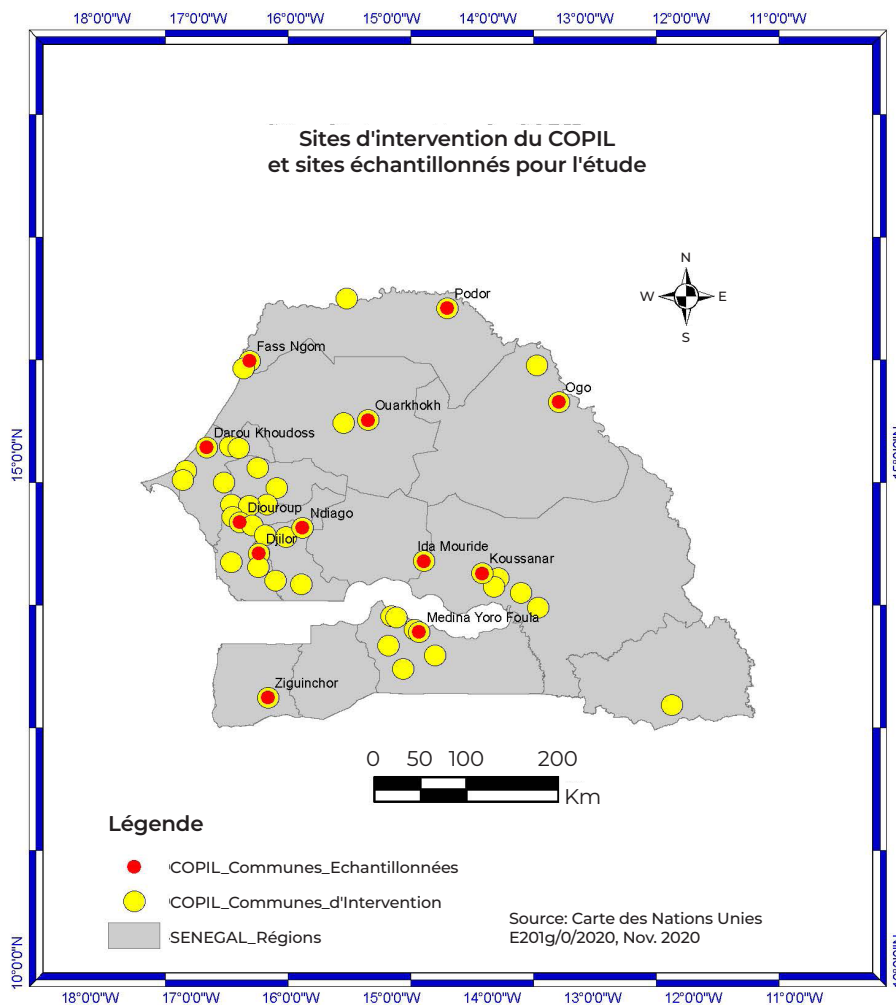 18°0'0"W 17°0'0"W 16°0'0"W 15°0'0"W 14°0'0"W 13°0'0"W 12°0'0"W 11°0'0"W
Sites d'intervention du COPIL
et sites échantillonnés pour l'étude
N
W E
S
Podor
Fass Ngom
Ogo
Ouarkhokh
Darou Khoudoss
15°0'0"N
Diouroup
Ndiago
Djilor
Ida Mouride
Koussanar
Medina Yoro Foula
Ziguinchor
0 50 100 200
Km
Légende
COPIL_Communes_Echantillonnées
COPIL_Communes_d'Intervention
SENEGAL_Régions
Source: Carte des Nations Unies
E201g/0/2020, Nov. 2020
10°0'0"N
18°0'0"W 17°0'0"W 16°0'0"W 15°0'0"W 14°0'0"W 13°0'0"W 12°0'0"W 11°0'0"W